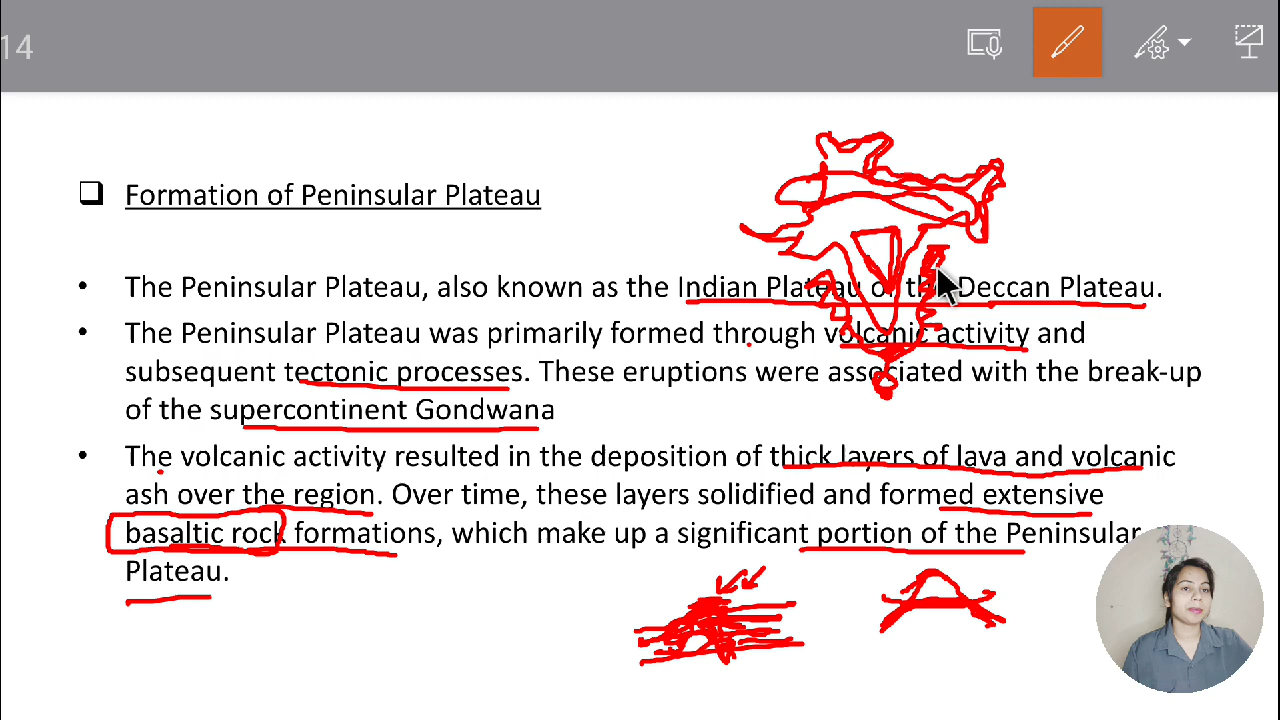 14
Formation of Peninsular Plateau
• The Peninsular Plateau, also known as the Indian Plateau or the Deccan Plateau.
• The Peninsular Plateau was primarily formed through volcanic activity and
subsequent tectonic processes. These eruptions were associated with the break-up
of the supercontinent Gondwana
• The volcanic activity resulted in the deposition of thick layers of lava and volcanic
ash over the region. Over time, these layers solidified and formed extensive
basaltic rock formations, which make up a significant portion of the Peninsular
Plateau.